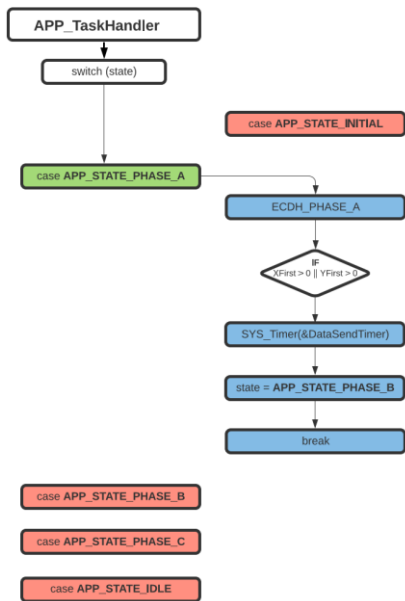 APP_TaskHandler
switch (state)
case APP_STATE_INITIAL
case APP_STATE_PHASE_A
ECDH_PHASE_A
IF
XFirst > 0 || YFirst > 0
SYS_Timer(&DataSendTimer)
state = APP_STATE_PHASE_B
break
case APP_STATE_PHASE_B
case APP_STATE_PHASE_C
case APP_STATE_IDLE